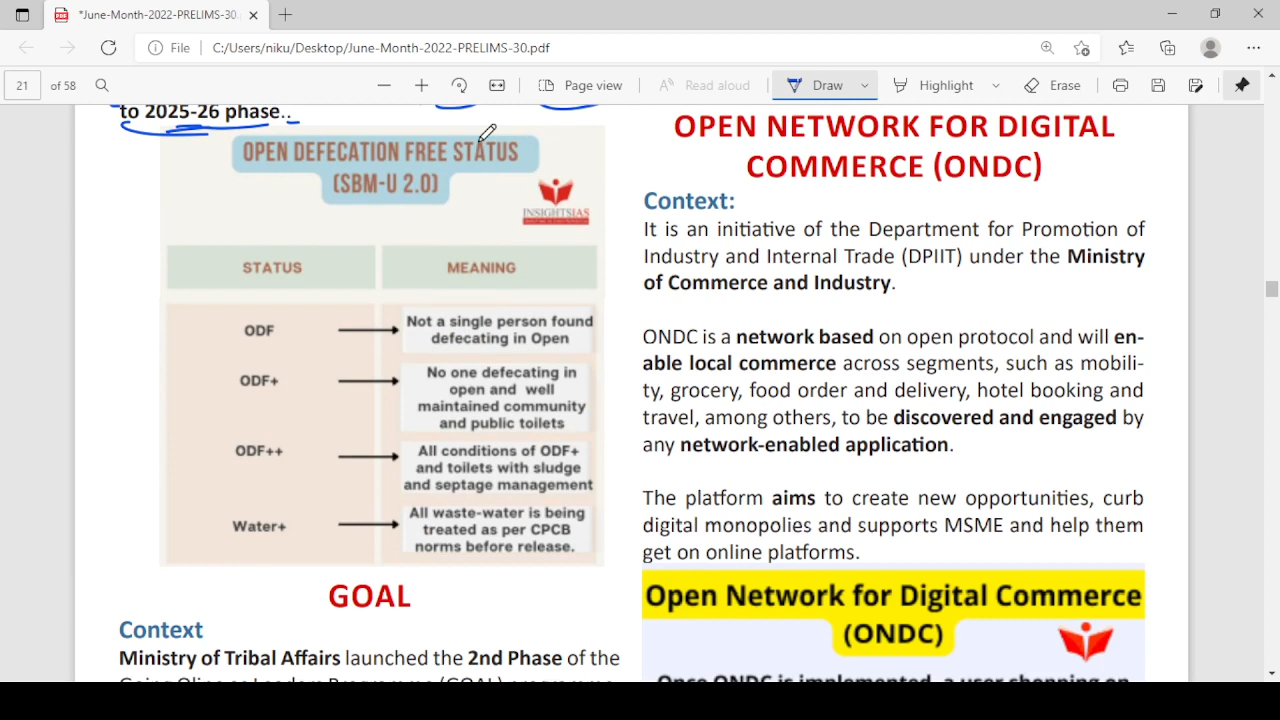 *June-Month-2022-PRELIMS-30.
File
C:/Users/niku/Desktop/June-Month-2022-PRELIMS-30.pdf
21 of 58
Page view
Read aloud
Draw
Highlight
Erase
to 2025-26 phase..
OPEN DEFECATION FREE STATUS
(SBM-U 2.0)
INSIGHTSIAS
STATUS MEANING
ODF
Not a single person found
defecating in Open
ODF+
No one defecating in
open and well
maintained community
and public toilets
ODF++
All conditions of ODF+
and toilets with sludge
and septage management
Water+
All waste-water is being
treated as per CPCB
norms before release.
GOAL
Context
Ministry of Tribal Affairs launched the 2nd Phase of the
OPEN NETWORK FOR DIGITAL
COMMERCE (ONDC)
Context:
It is an initiative of the Department for Promotion of
Industry and Internal Trade (DPIIT) under the Ministry
of Commerce and Industry.
ONDC is a network based on open protocol and will en-
able local commerce across segments, such as mobili-
ty, grocery, food order and delivery, hotel booking and
travel, among others, to be discovered and engaged by
any network-enabled application.
The platform aims to create new opportunities, curb
digital monopolies and supports MSME and help them
get on online platforms.
Open Network for Digital Commerce
(ONDC)
Once ONDC is implemented, a user shopping on